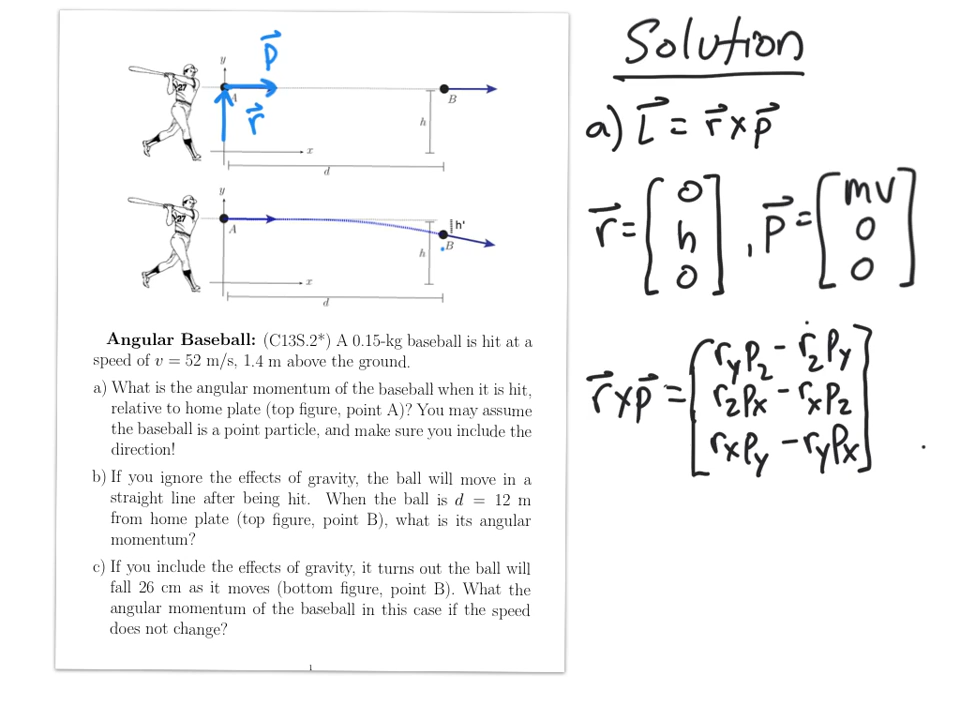 y
p⃗
27
A
r⃗
B
h
x
d
y
27
A
h'
B
h
x
d
Angular Baseball: (C13S.2*) A 0.15-kg baseball is hit at a
speed of v = 52 m/s, 1.4 m above the ground.
a) What is the angular momentum of the baseball when it is hit,
relative to home plate (top figure, point A)? You may assume
the baseball is a point particle, and make sure you include the
direction!
b) If you ignore the effects of gravity, the ball will move in a
straight line after being hit. When the ball is d = 12 m
from home plate (top figure, point B), what is its angular
momentum?
c) If you include the effects of gravity, it turns out the ball will
fall 26 cm as it moves (bottom figure, point B). What the
angular momentum of the baseball in this case if the speed
does not change?
1
Solution
a) L⃗ = r⃗ x p⃗
r⃗ = [0 h 0], p⃗ = [mv 0 0]
r⃗ x p⃗ = [ryPz - rzPy
rzPx - rxPz
rxPy - ryPx]